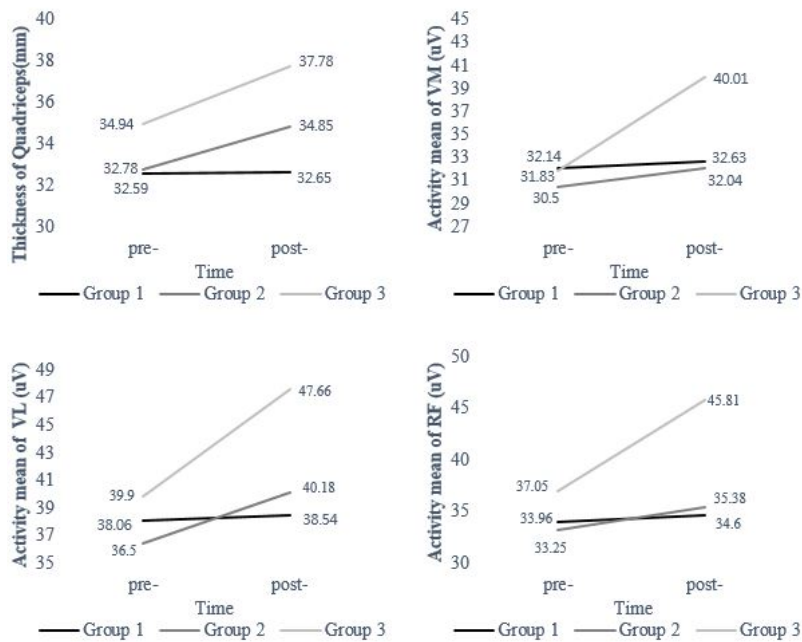 Thickness of Quadriceps(mm)
40
38
36
34
32
30
34.94
32.78
32.59
37.78
34.85
32.65
pre-
post-
Time
Group 1
Group 2
Group 3
Activity mean of VM (uV)
45
43
41
39
37
35
33
31
29
27
32.14
31.83
30.5
40.01
32.63
32.04
pre-
post-
Time
Group 1
Group 2
Group 3
Activity mean of VL (uV)
49
47
45
43
41
39
37
35
39.9
38.06
36.5
47.66
40.18
38.54
pre-
post-
Time
Group 1
Group 2
Group 3
Activity mean of RF (uV)
50
45
40
35
30
37.05
33.96
33.25
45.81
35.38
34.6
pre-
post-
Time
Group 1
Group 2
Group 3